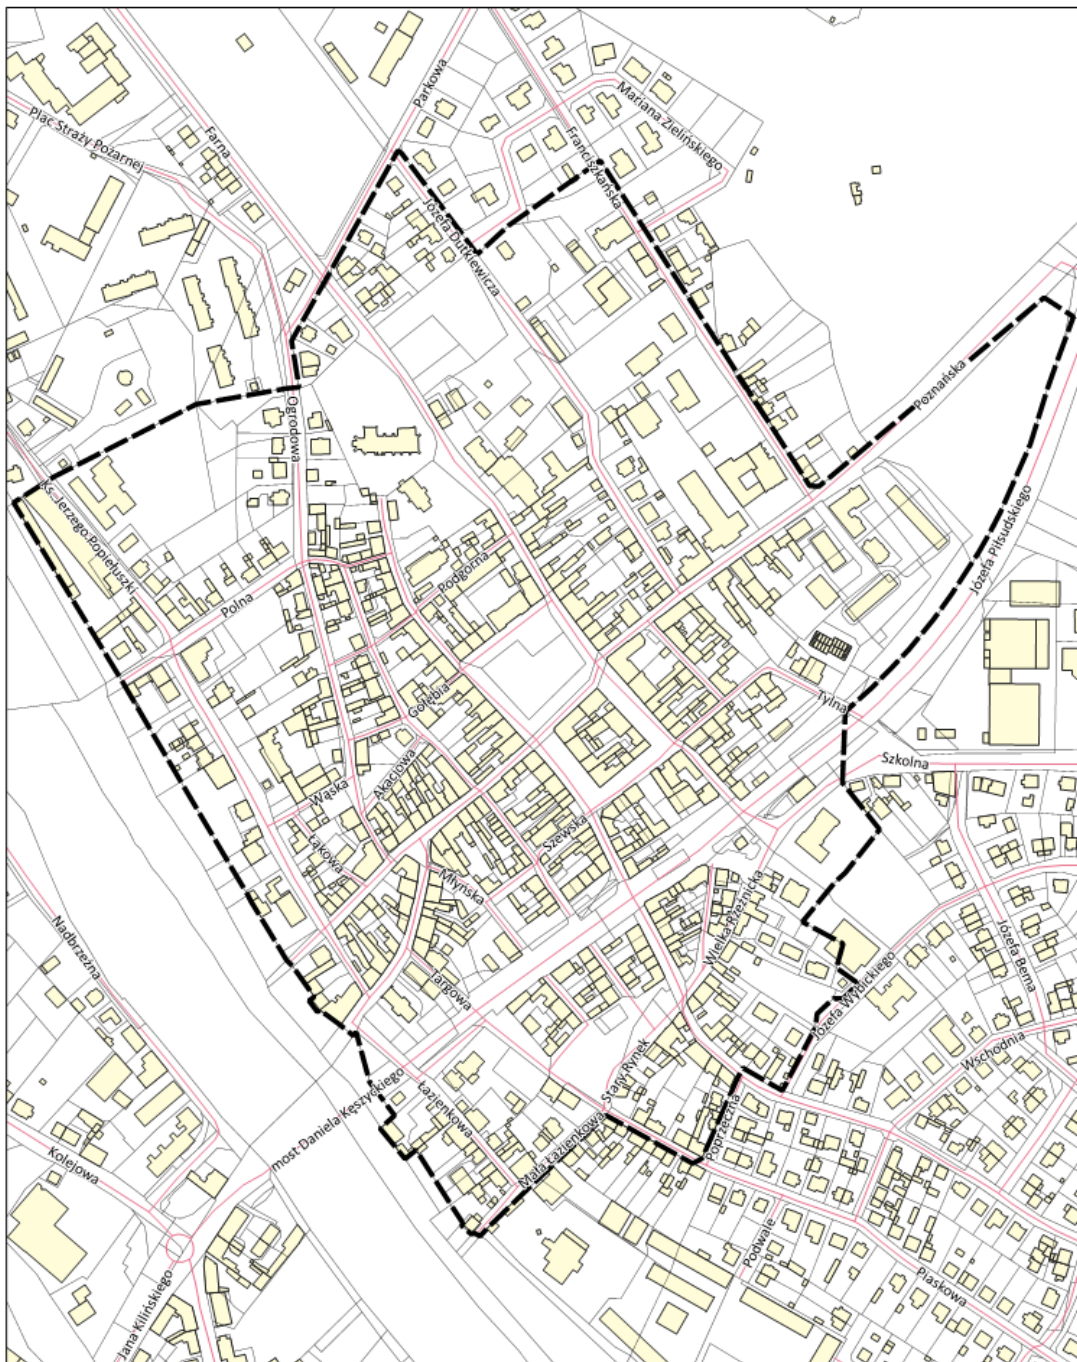 Parkowa
Mariana Zielińskiego
Plac Straży Pożarnej
Farna
Franciszkańska
Józefa Dutkiewicza
Poznańska
Ogrodowa
Ks. Jerzego Popiełuszki
Józefa Piłsudskiego
Podgórna
Polna
Gołębia
Tylna
Szkolna
Akacjowa
Wąska
Szewska
Łąkowa
Młyńska
Wielka Rzeźnicka
Nadbrzeżna
Józefa Bema
Targowa
Józefa Wybickiego
Wschodnia
Stary Rynek
most Daniela Kęszyckiego
Łazienkowa
Mała Łazienkowa
Poprzeczna
Kolejowa
Podwale
Piaskowa
Jana Kilińskiego